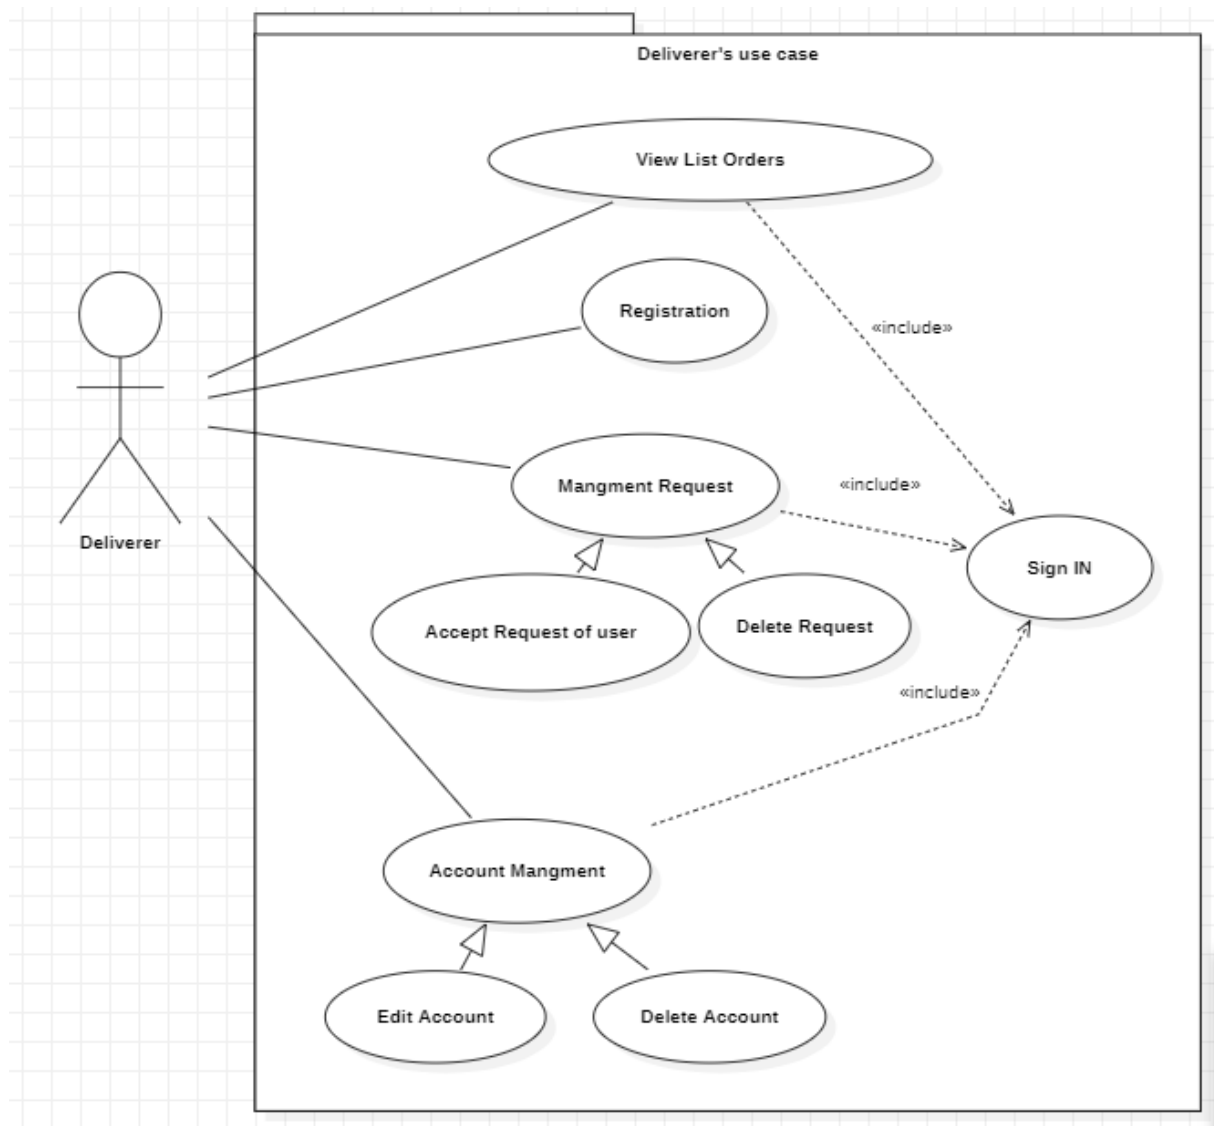 Deliverer's use case
View List Orders
Registration
«include»
Mangment Request
«include»
Sign IN
Deliverer
Accept Request of user
Delete Request
«include»
Account Mangment
Edit Account
Delete Account